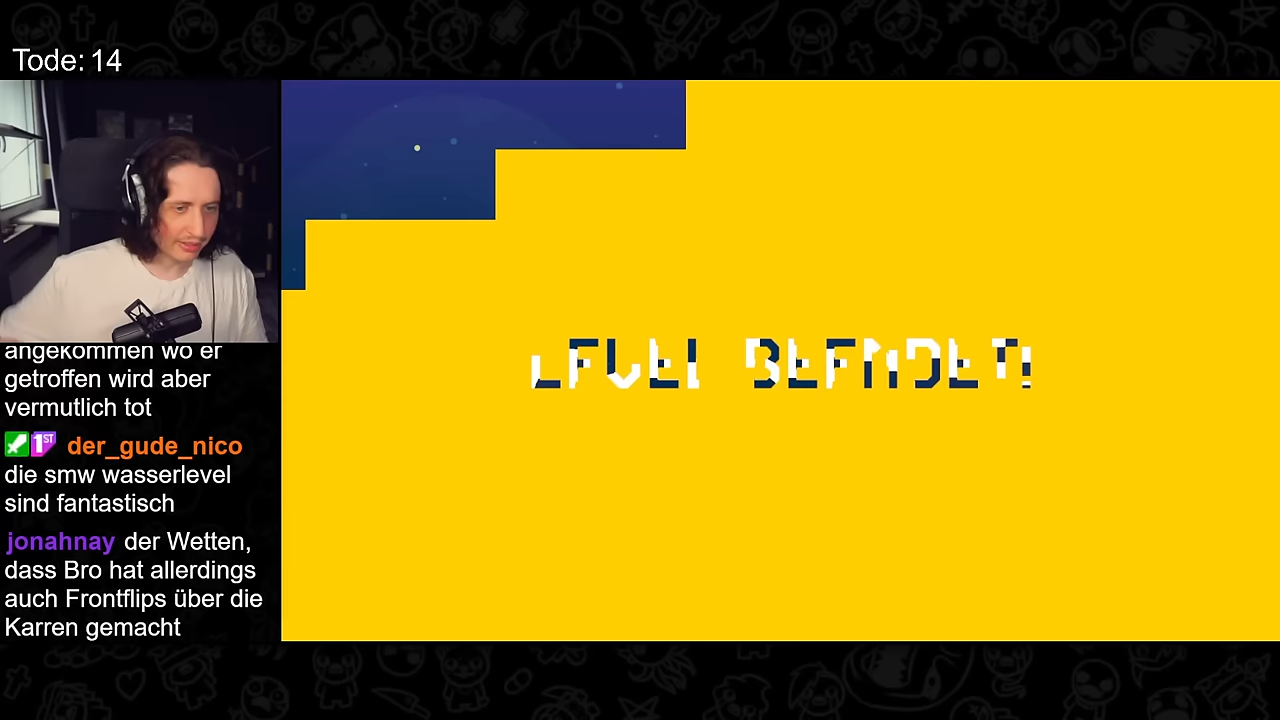 Tode: 14
angekommen wo er
getroffen wird aber
vermutlich tot
1ST der_gude_nico
die smw wasserlevel
sind fantastisch
jonahnay der Wetten,
dass Bro hat allerdings
auch Frontflips über die
Karren gemacht
LEVEL BEENDET!